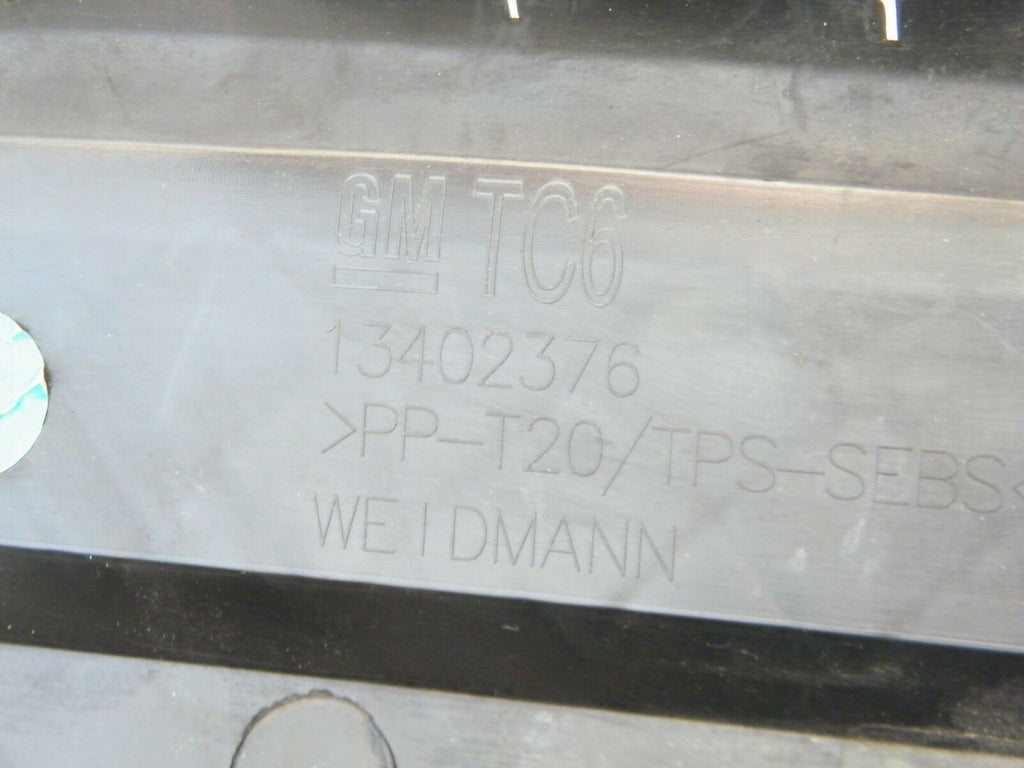 GM TC6
13402376
>PP-T20/TPS-SEBS<
WEIDMANN